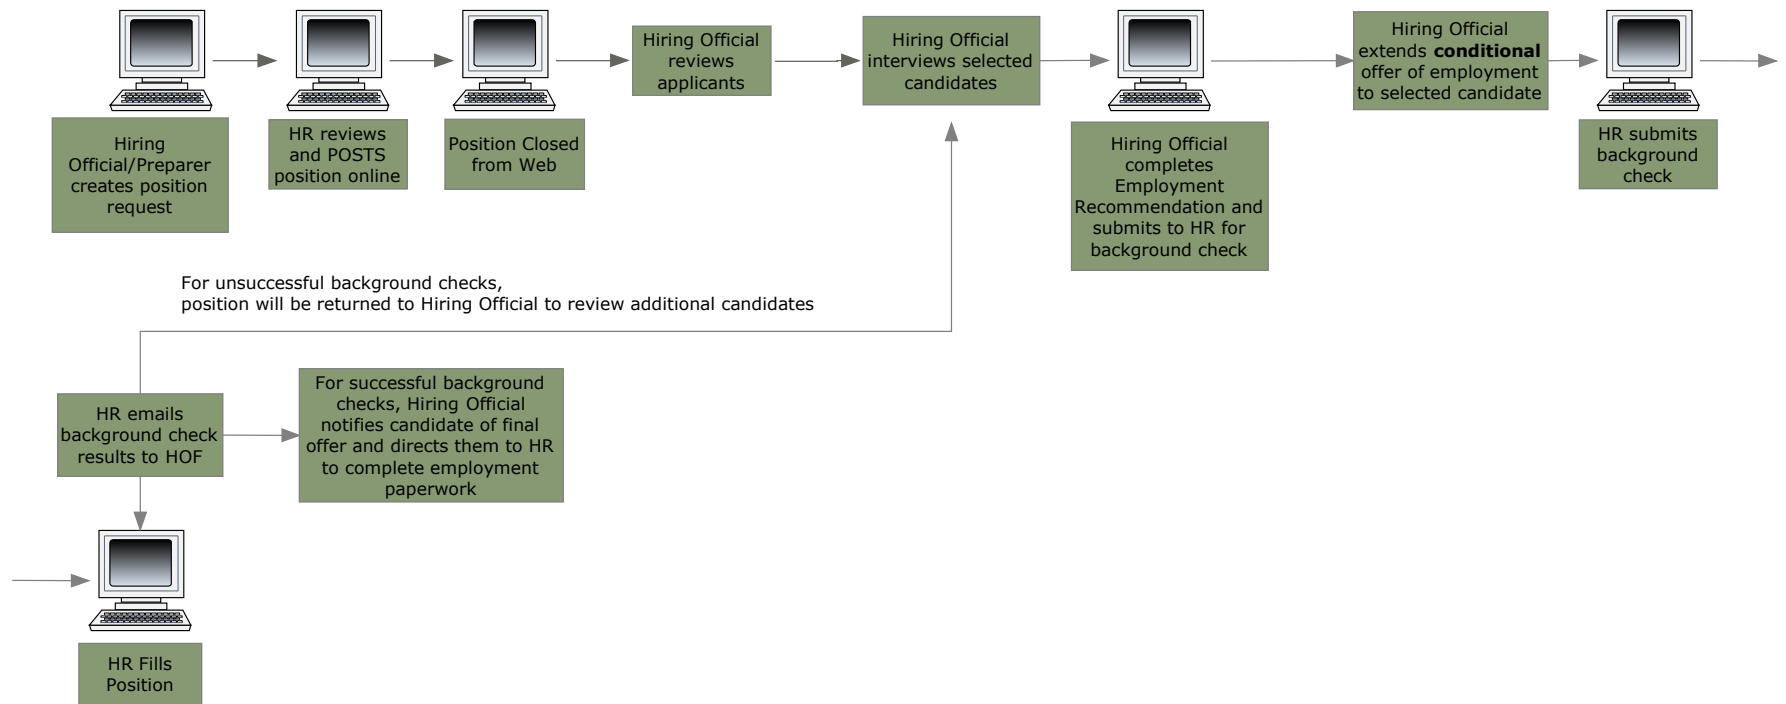 Hiring
Official/Preparer
creates position
request
HR reviews
and POSTS
position online
Position Closed
from Web
Hiring Official
reviews
applicants
Hiring Official
interviews selected
candidates
Hiring Official
completes
Employment
Recommendation and
submits to HR for
background check
Hiring Official
extends conditional
offer of employment
to selected candidate
HR submits
background
check
For unsuccessful background checks,
position will be returned to Hiring Official to review additional candidates
HR emails
background check
results to HOF
For successful background
checks, Hiring Official
notifies candidate of final
offer and directs them to HR
to complete employment
paperwork
HR Fills
Position